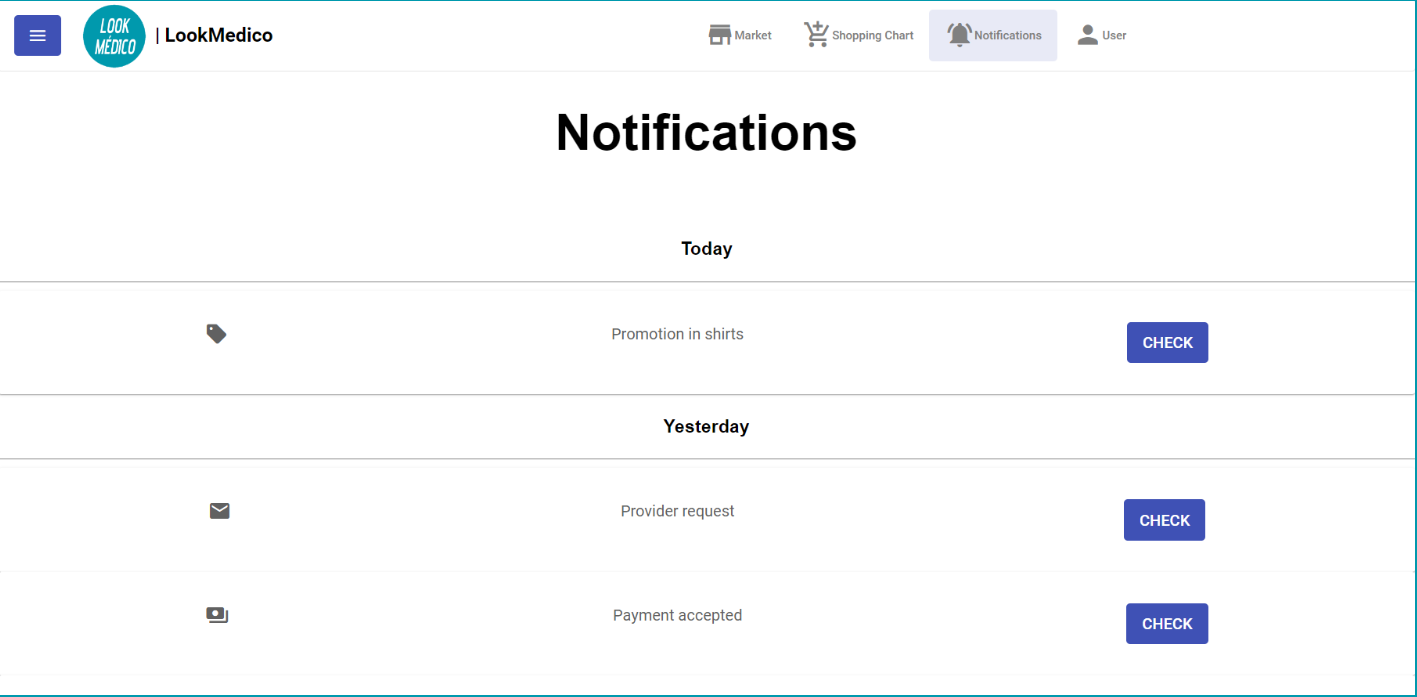 LOOK
MÉDICO
| LookMedico
Market
Shopping Chart
Notifications
User
Notifications
Today
Promotion in shirts
CHECK
Yesterday
Provider request
CHECK
Payment accepted
CHECK